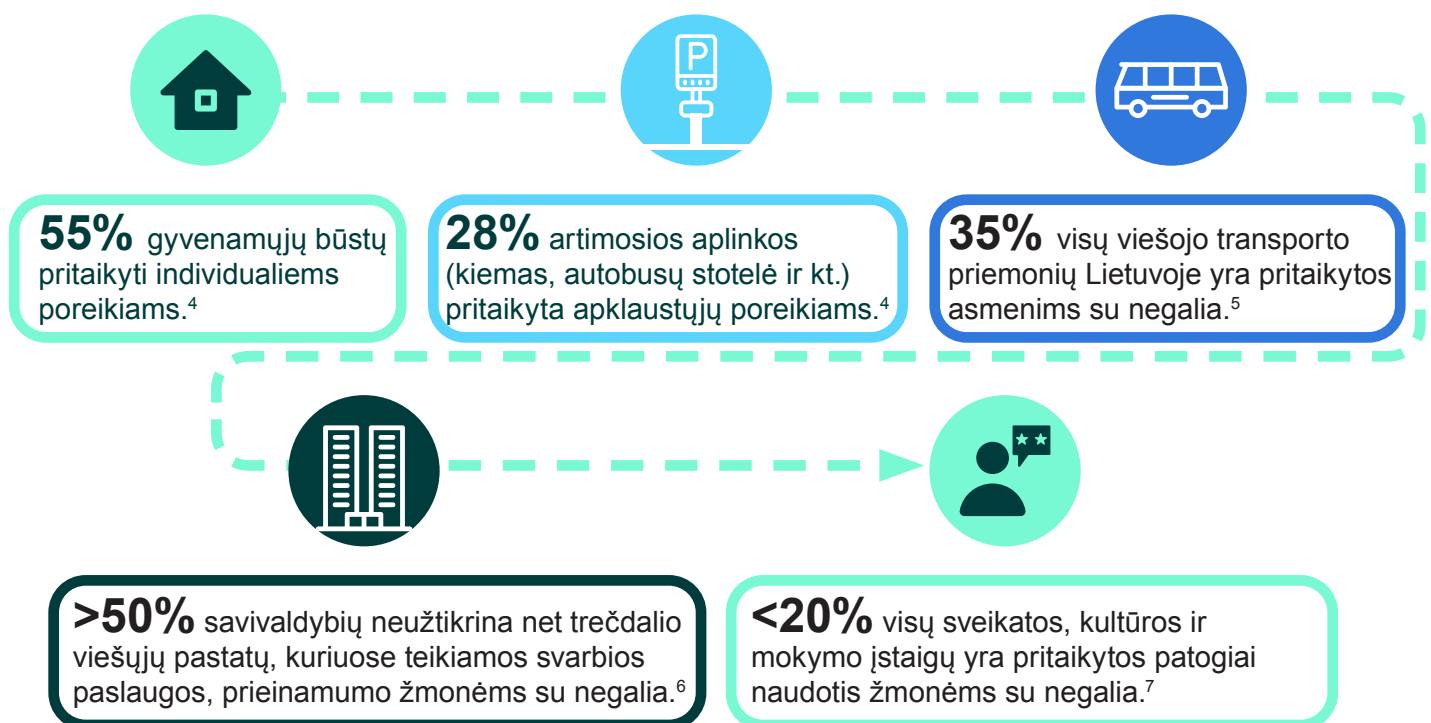 P
55% gyvenamųjų būstų
pritaikyti individualiems
poreikiams.4
28% artimosios aplinkos
(kiemas, autobusų stotelė ir kt.)
pritaikyta apklaustųjų poreikiams.4
35% visų viešojo transporto
priemonių Lietuvoje yra pritaikytos
asmenims su negalia.5
>50% savivaldybių neužtikrina net trečdalio
viešųjų pastatų, kuriuose teikiamos svarbios
paslaugos, prieinamumo žmonėms su negalia.6
<20% visų sveikatos, kultūros ir
mokymo įstaigų yra pritaikytos patogiai
naudotis žmonėms su negalia.7